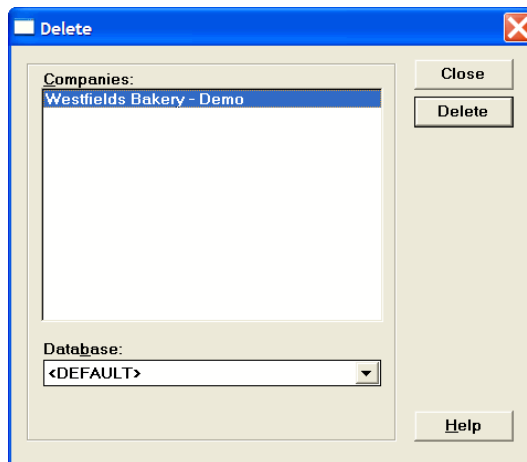 Delete
Companies:
Westfields Bakery - Demo
Close
Delete
Database:
<DEFAULT>
Help